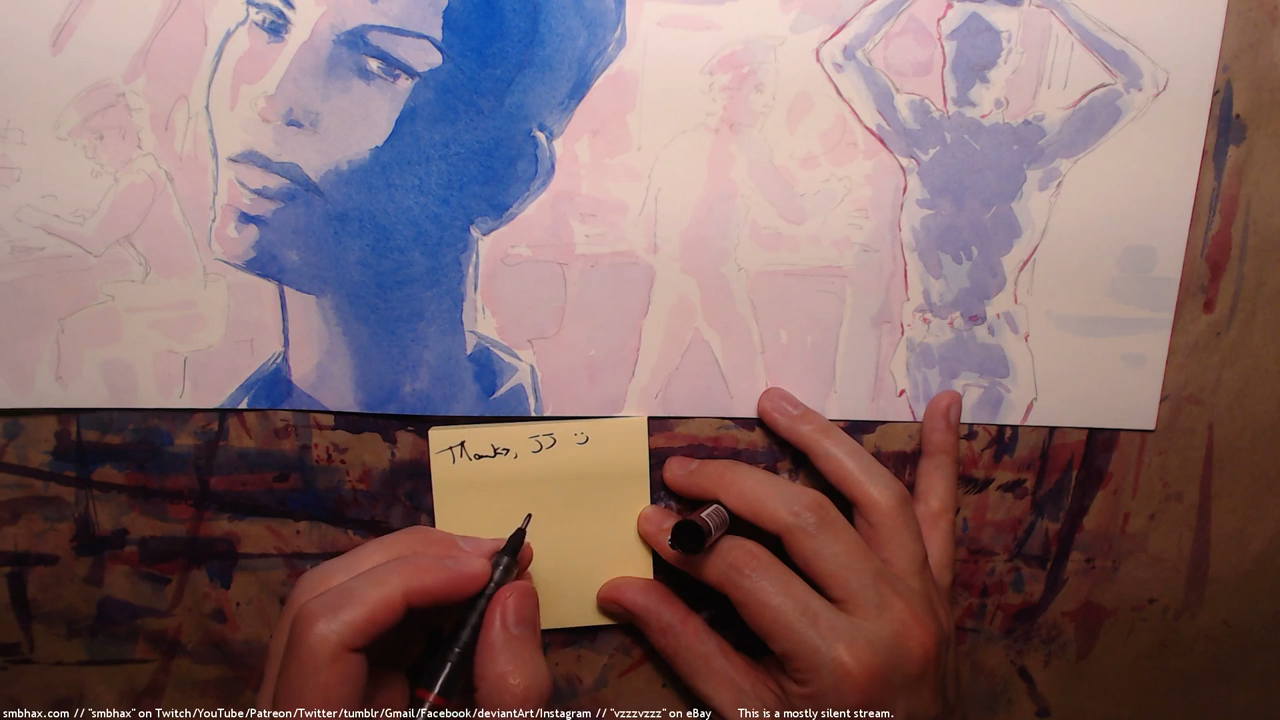 Thanks, JJ :)
smbhax.com // "smbhax" on Twitch/YouTube/Patreon/Twitter/tumblr/Gmail/Facebook/deviantArt/Instagram // "vzzzvzzz" on eBay This is a mostly silent stream.